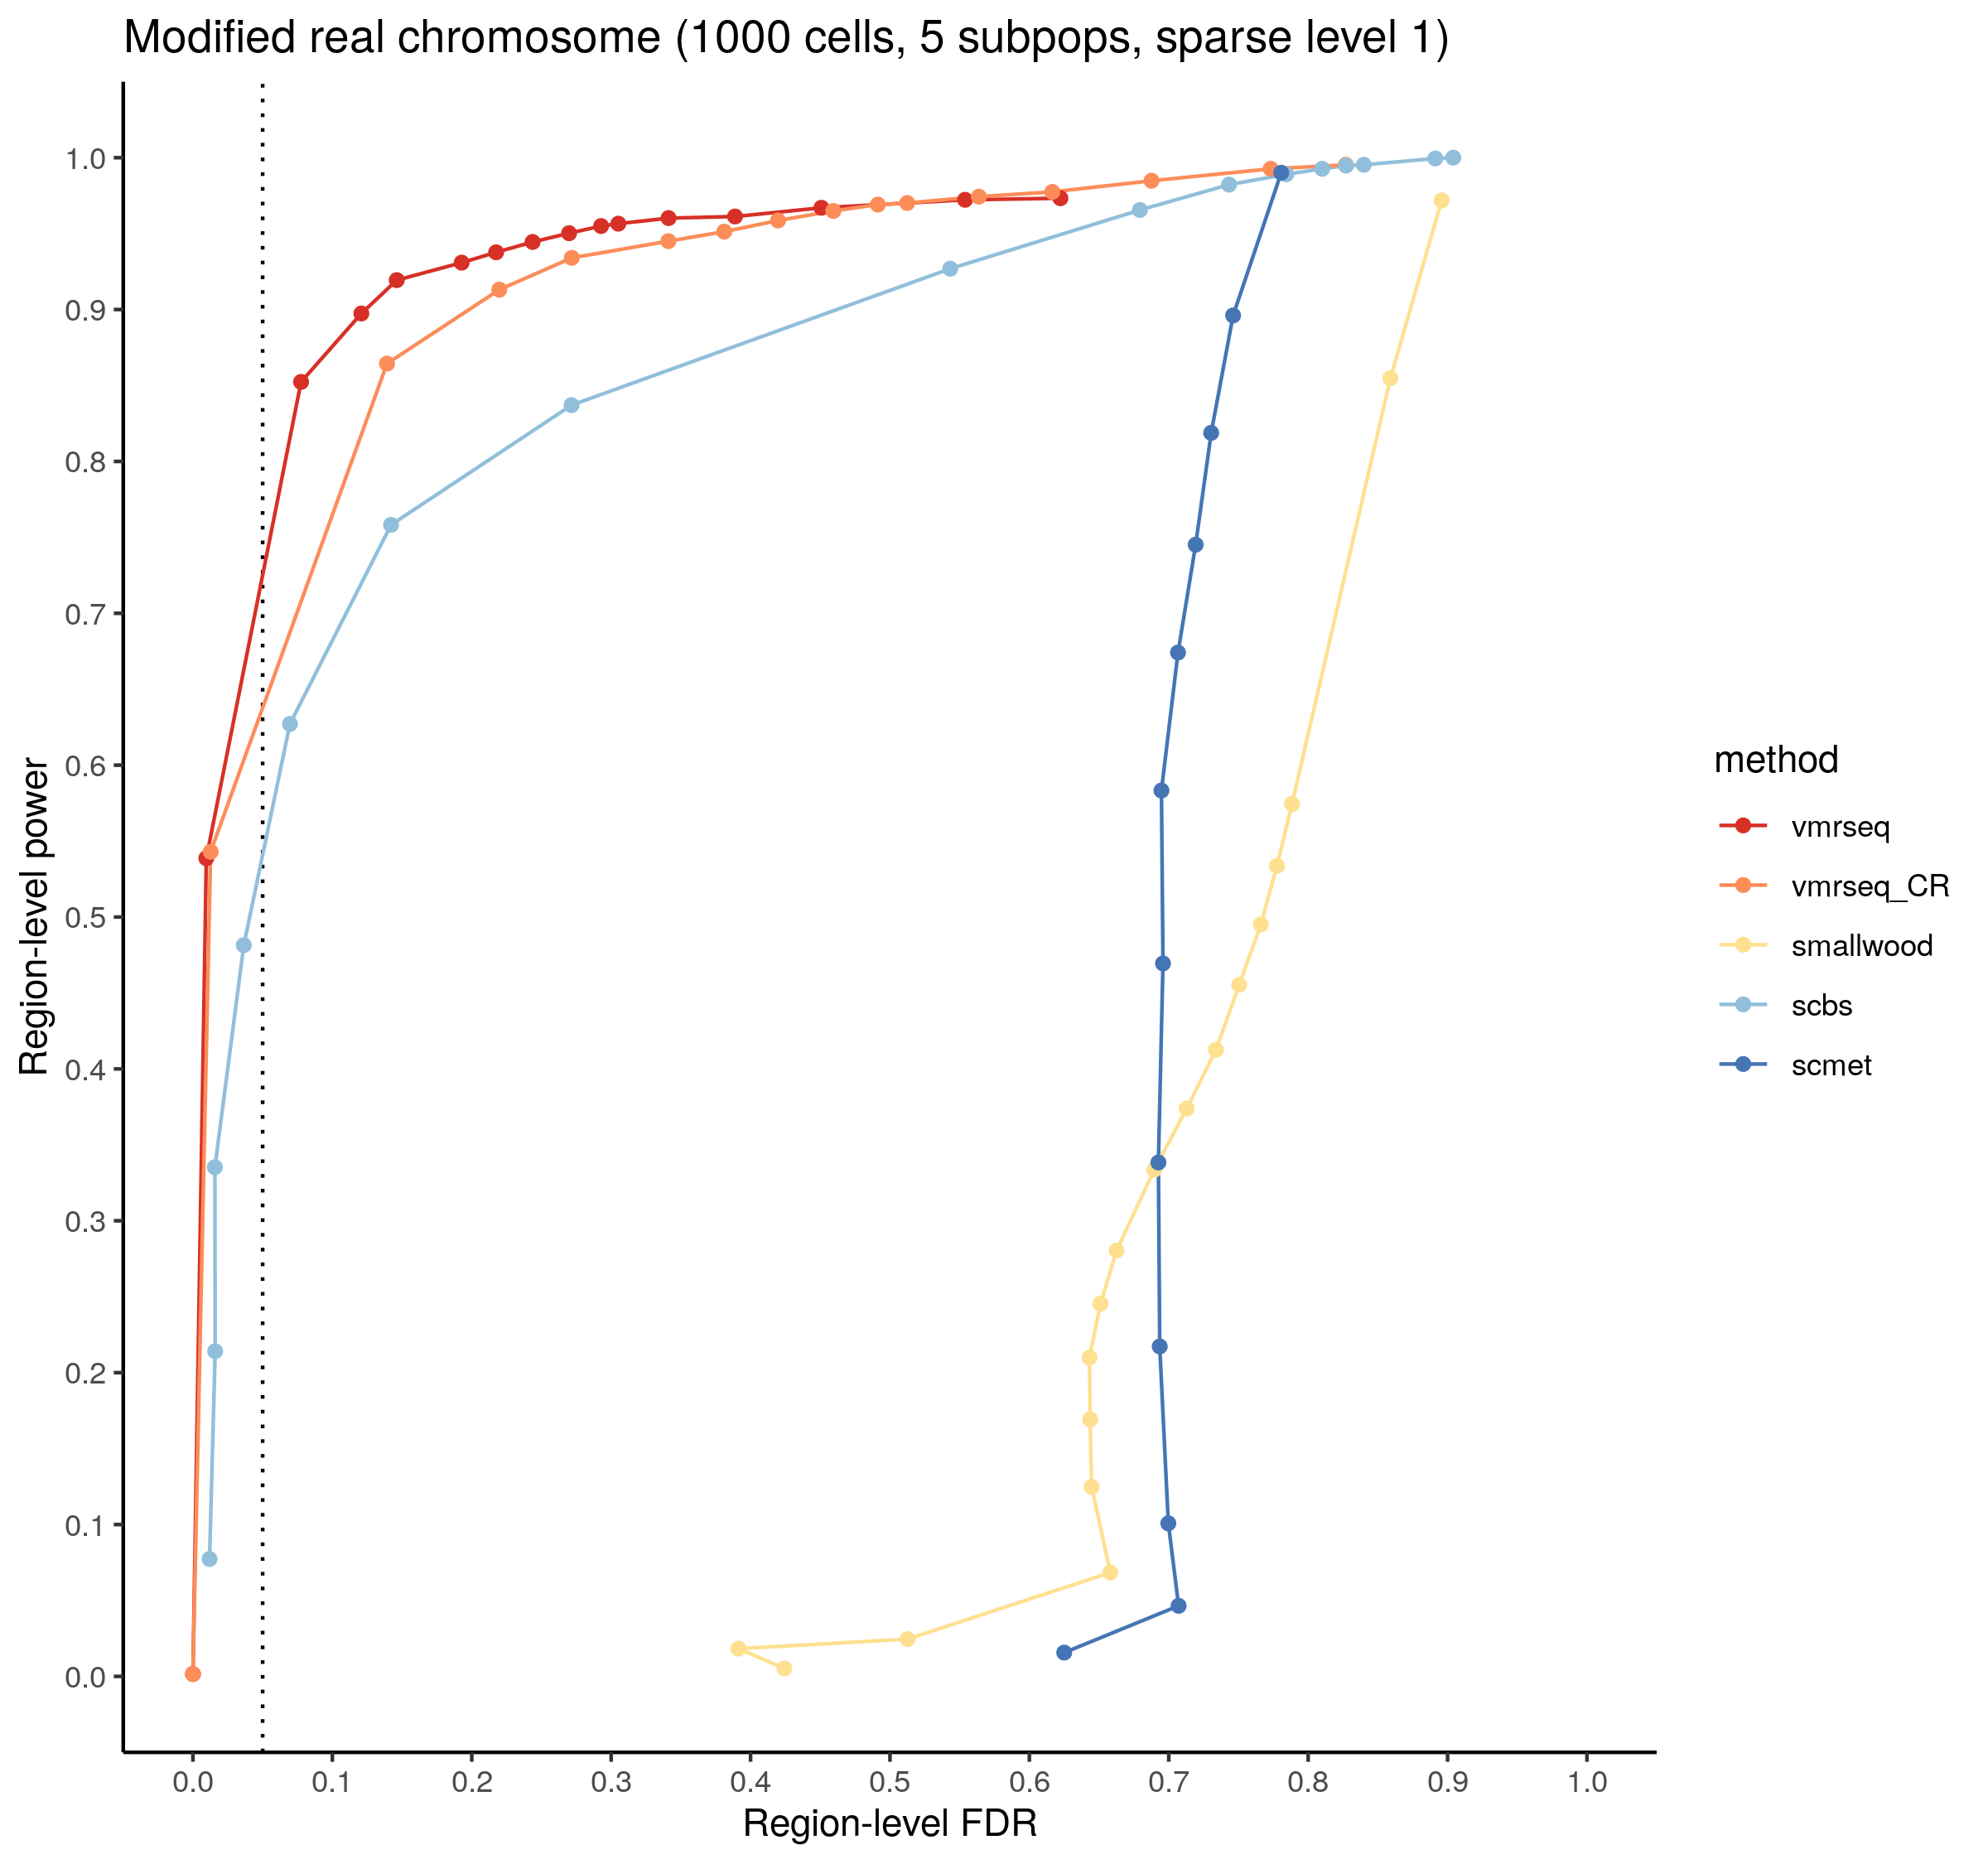 Modified real chromosome (1000 cells, 5 subpops, sparse level 1)
Region-level power
1.0
0.9
0.8
0.7
0.6
0.5
0.4
0.3
0.2
0.1
0.0
0.0 0.1 0.2 0.3 0.4 0.5 0.6 0.7 0.8 0.9 1.0
Region-level FDR
method
vmrseq
vmrseq_CR
smallwood
scbs
scmet